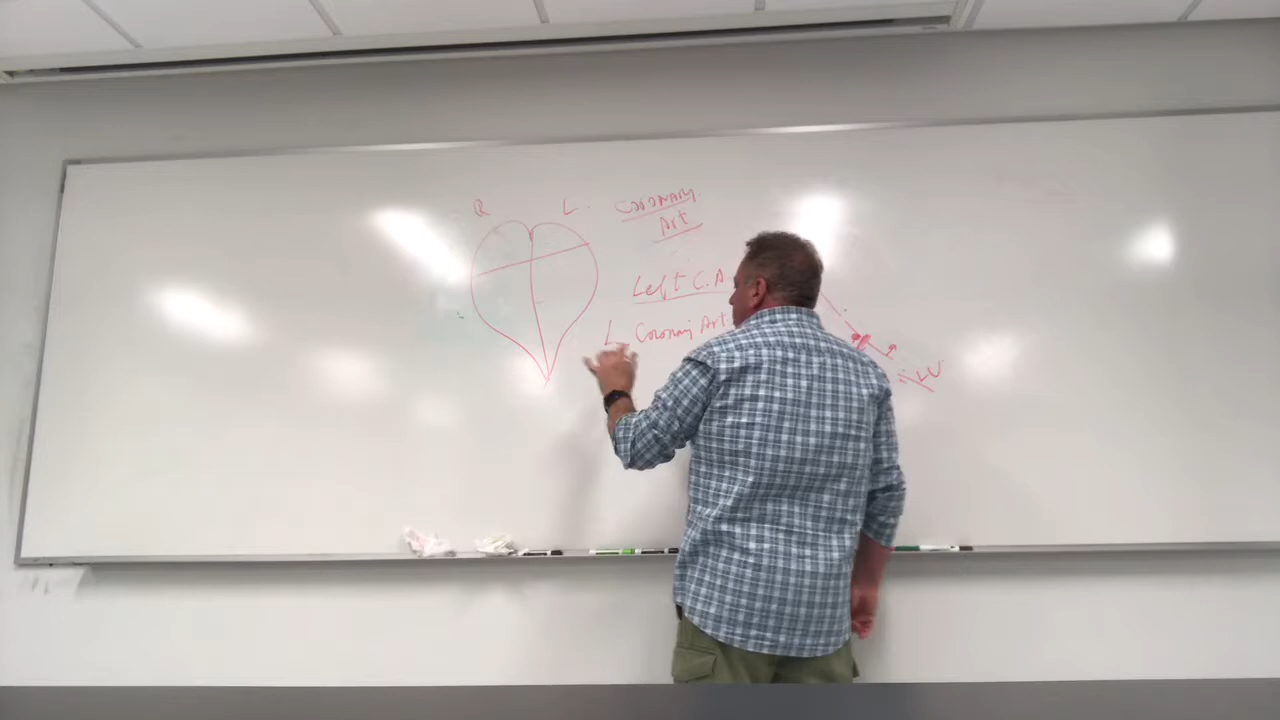 R L.
CORONARY
Art
Left C.A
L Coronary Art.
LV